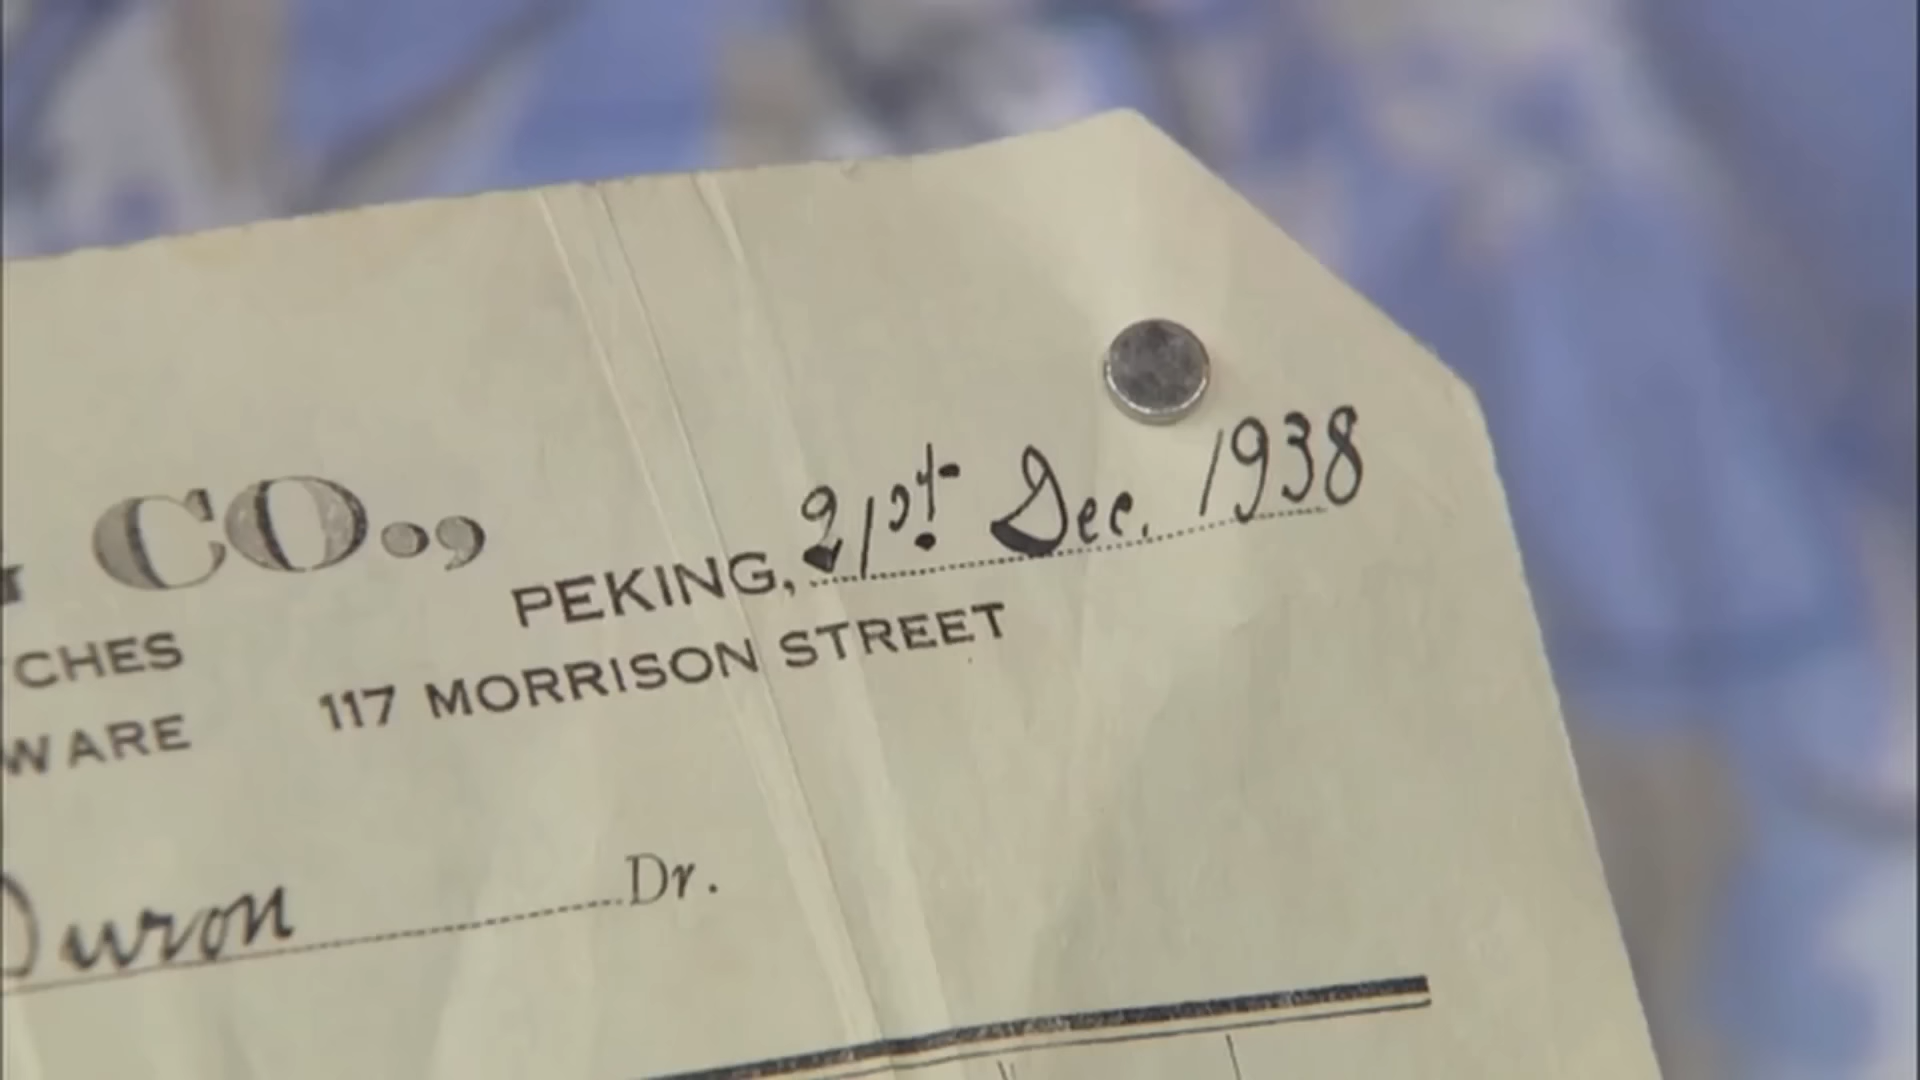 CO.,
PEKING, 21st Dec. 1938
CHES
117 MORRISON STREET
WARE
Duron Dr.